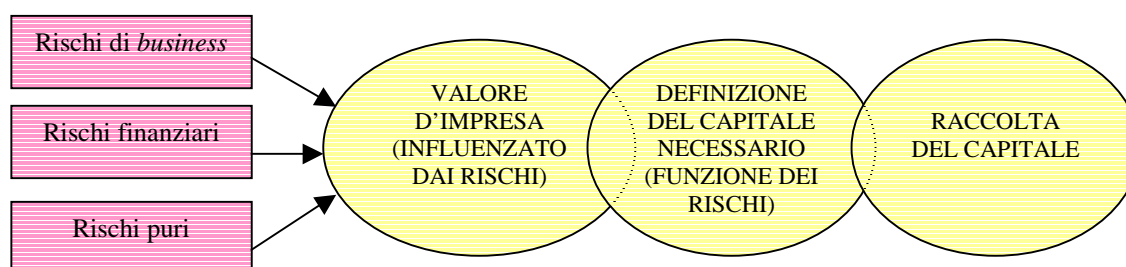 Rischi di business
Rischi finanziari
Rischi puri
VALORE
D'IMPRESA
(INFLUENZATO
DAI RISCHI)
DEFINIZIONE
DEL CAPITALE
NECESSARIO
(FUNZIONE DEI
RISCHI)
RACCOLTA
DEL CAPITALE